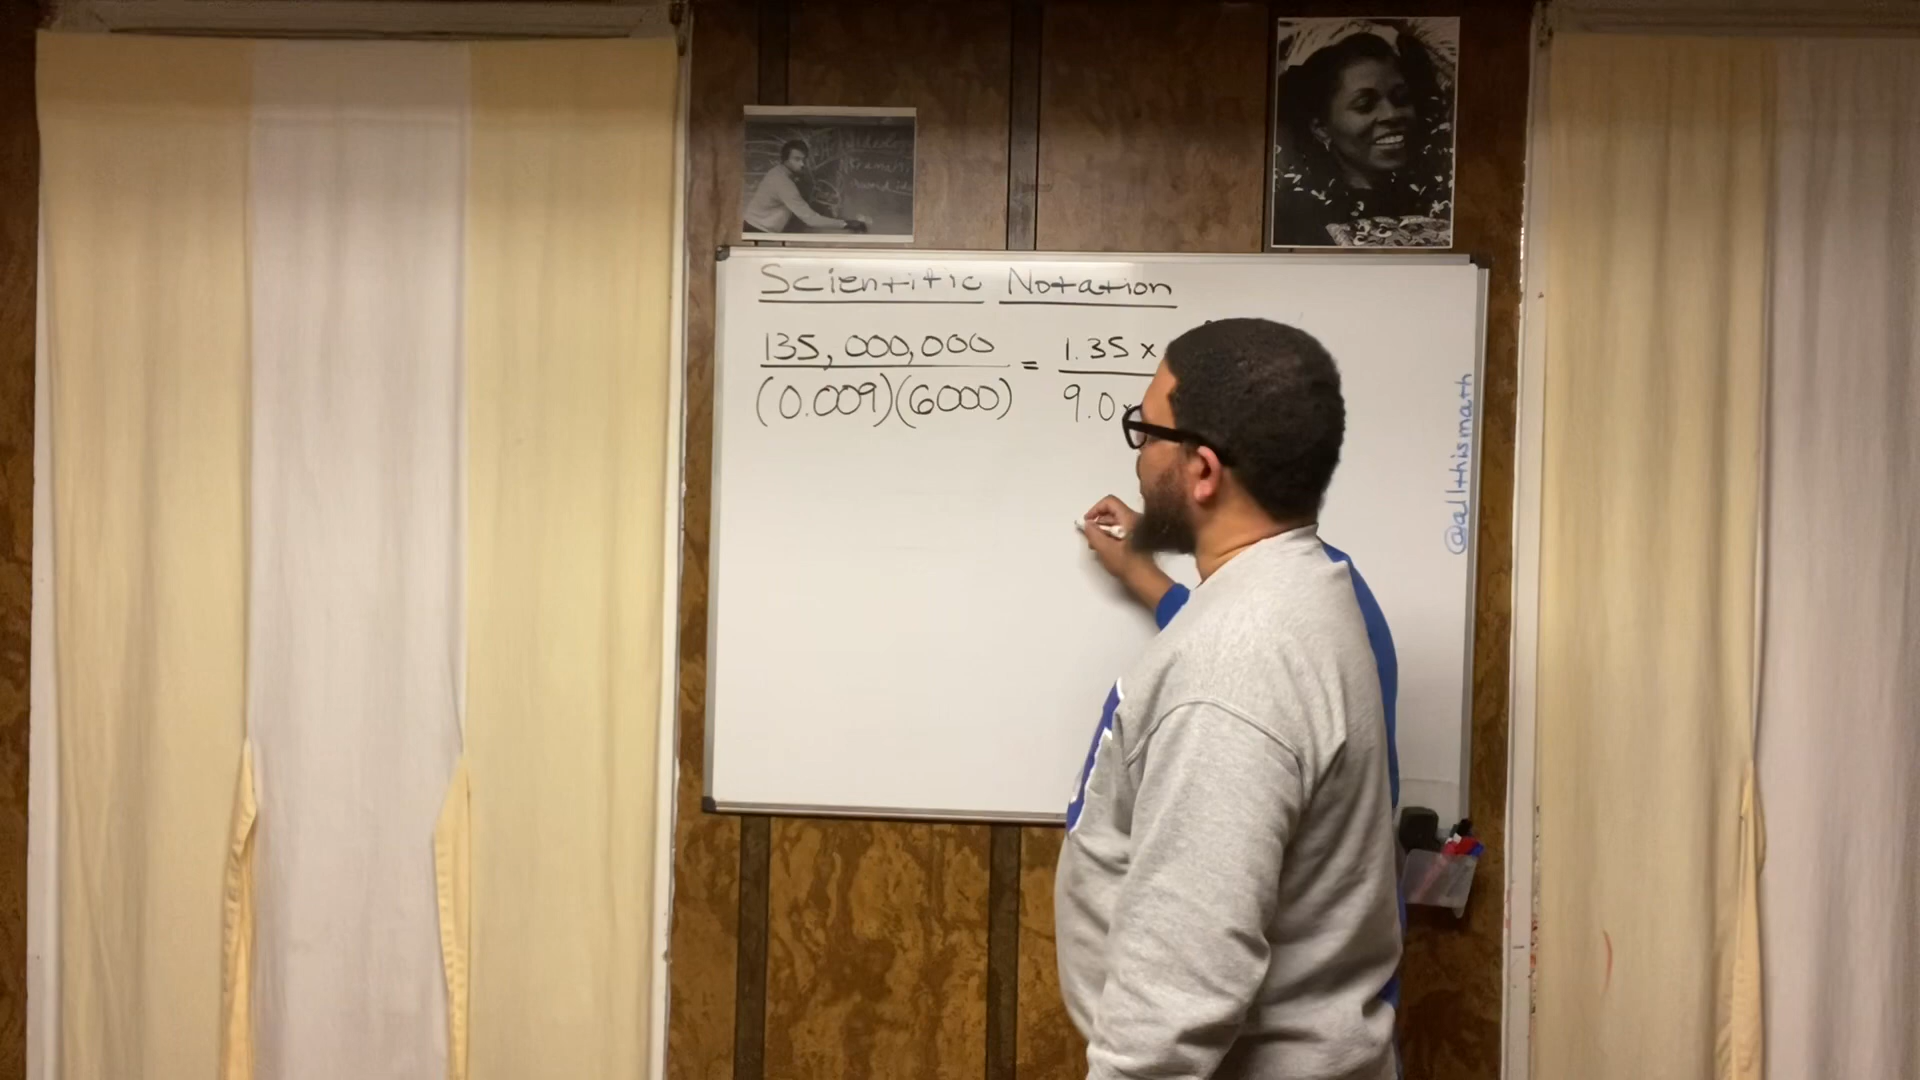 Scientific Notation
135,000,000 = 1.35 x
(0.009)(6000) 9.0 x
@allthismath